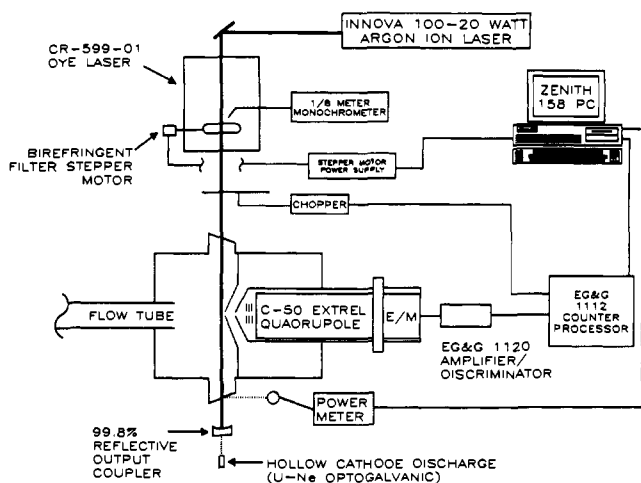 INNOVA 100-20 WATT
ARGON ION LASER
CR-599-01
OYE LASER
1/8 METER
MONOCHROMETER
ZENITH
158 PC
BIREFRINGENT
FILTER STEPPER
MOTOR
STEPPER MOTOR
POWER SUPPLY
CHOPPER
FLOW TUBE
C-50 EXTREL
QUAORUPOLE
E/M
EG&G
1112
COUNTER
PROCESSOR
EG&G 1120
AMPLIFIER/
OISCRIMINATOR
POWER
METER
99.8%
REFLECTIVE
OUTPUT
COUPLER
HOLLOW CATHOOE OISCHARGE
(U-Ne OPTOGALVANIC)